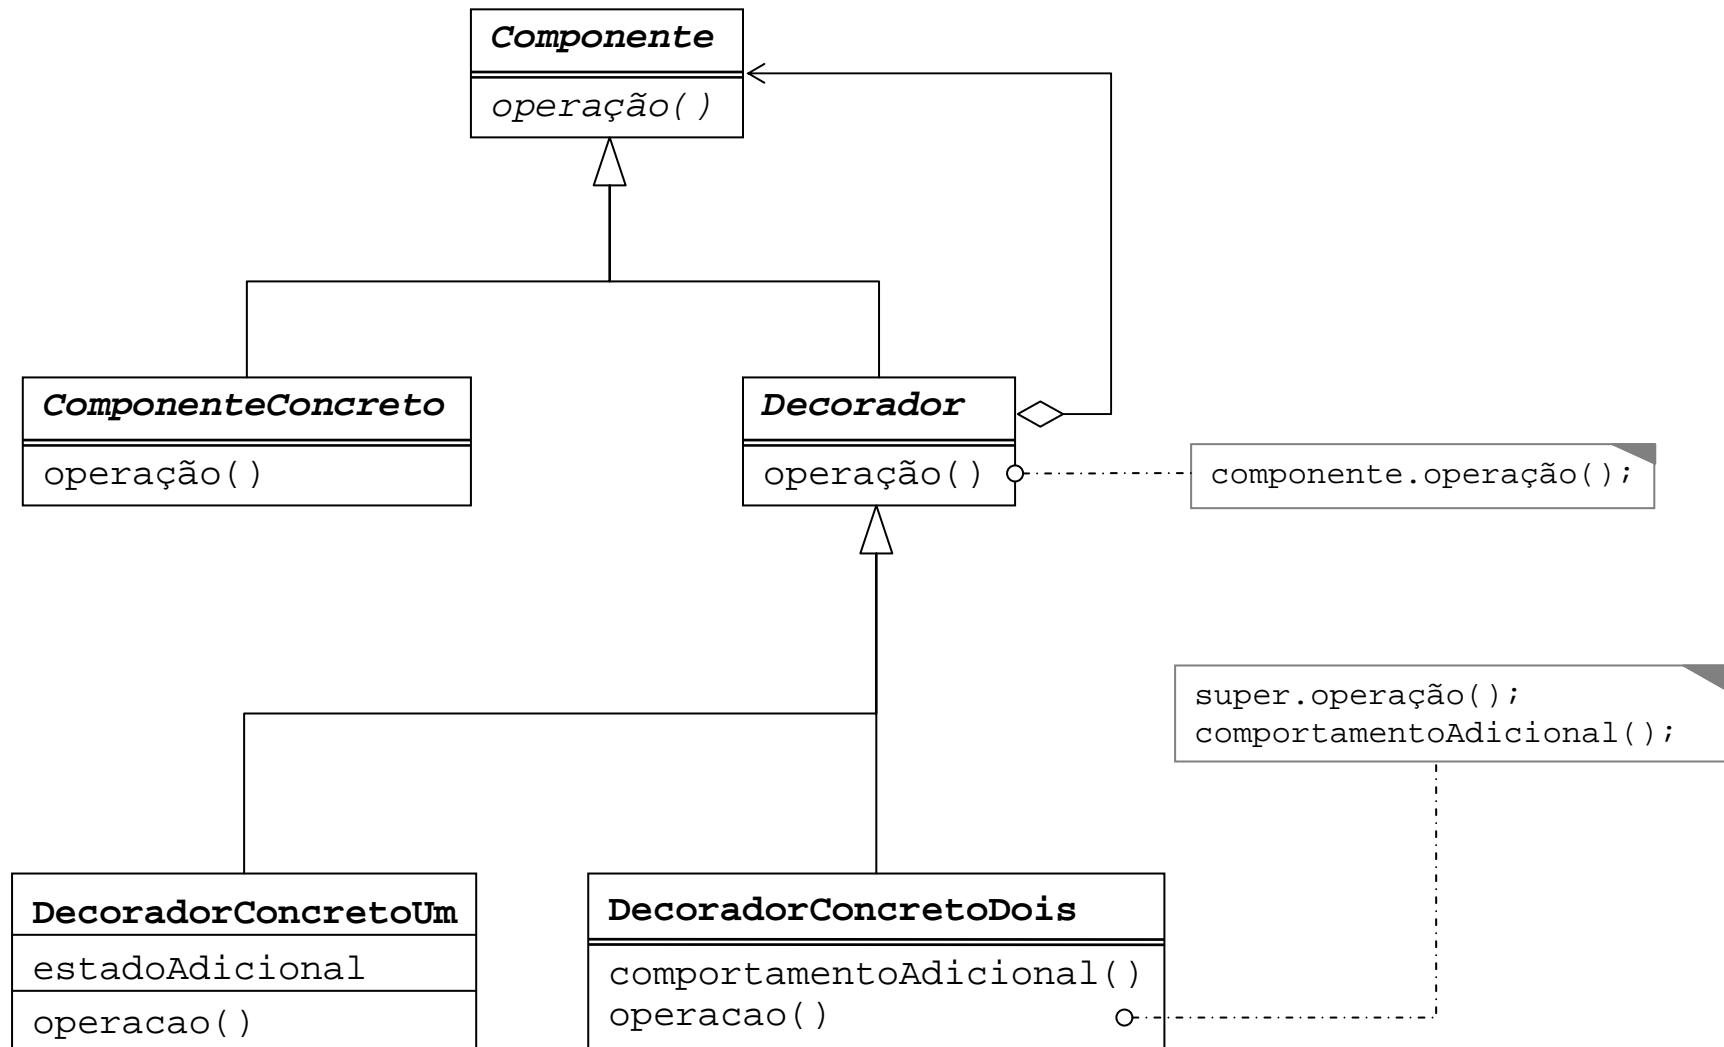 Componente
operação()
ComponenteConcreto
operação()
Decorador
operação()
componente.operação();
super.operação();
comportamentoAdicional();
DecoradorConcretoUm
estadoAdicional
operacao()
DecoradorConcretoDois
comportamentoAdicional()
operacao()